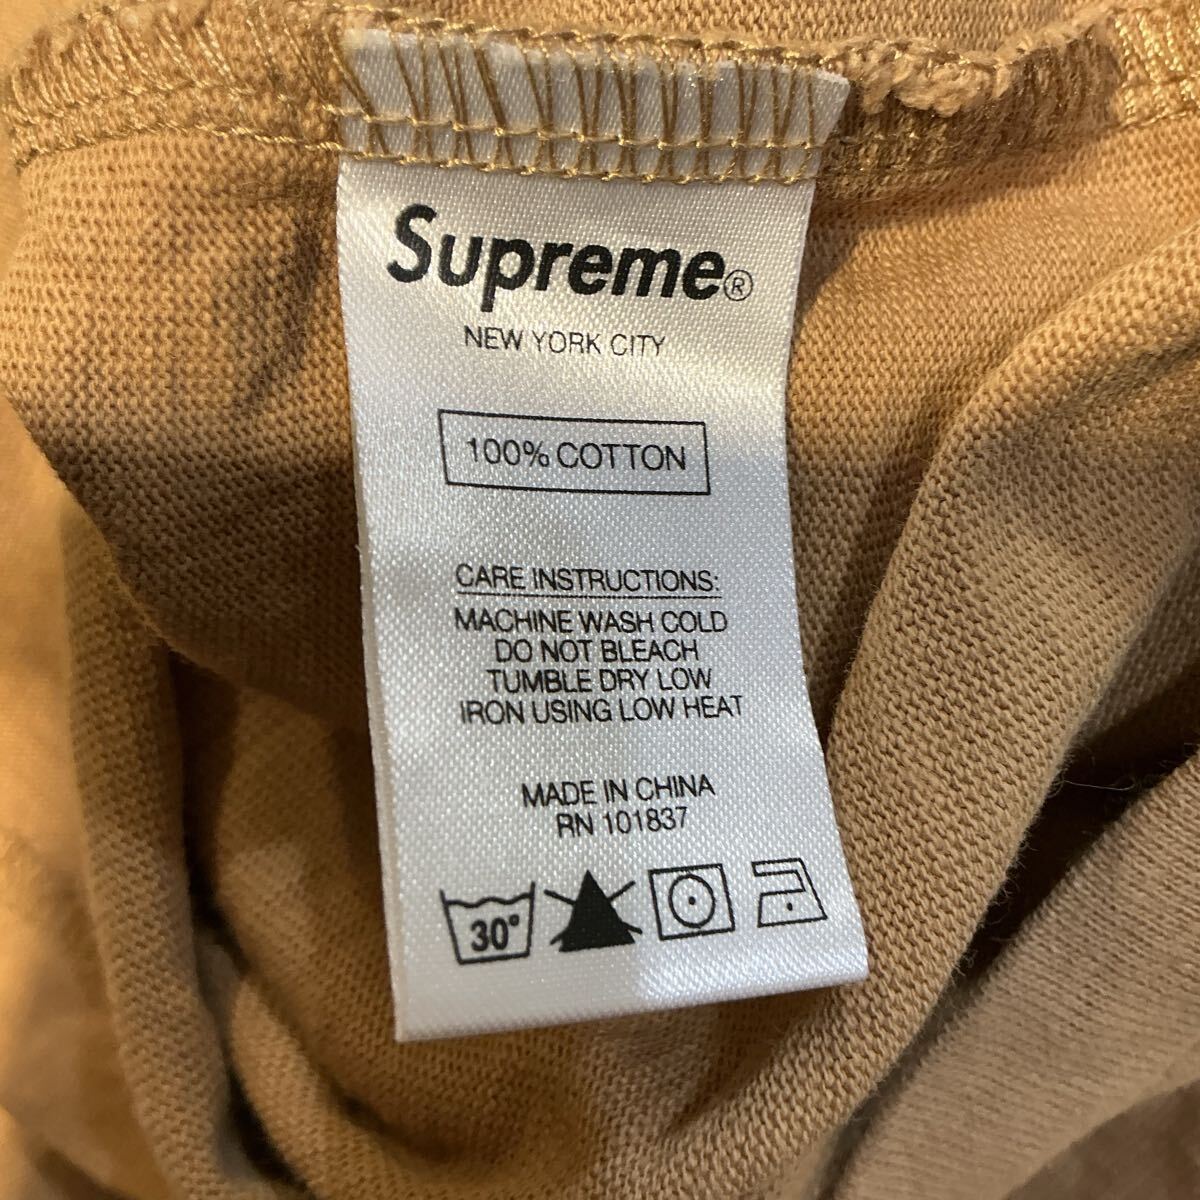 Supreme®
NEW YORK CITY
100% COTTON
CARE INSTRUCTIONS:
MACHINE WASH COLD
DO NOT BLEACH
TUMBLE DRY LOW
IRON USING LOW HEAT
MADE IN CHINA
RN 101837
30°